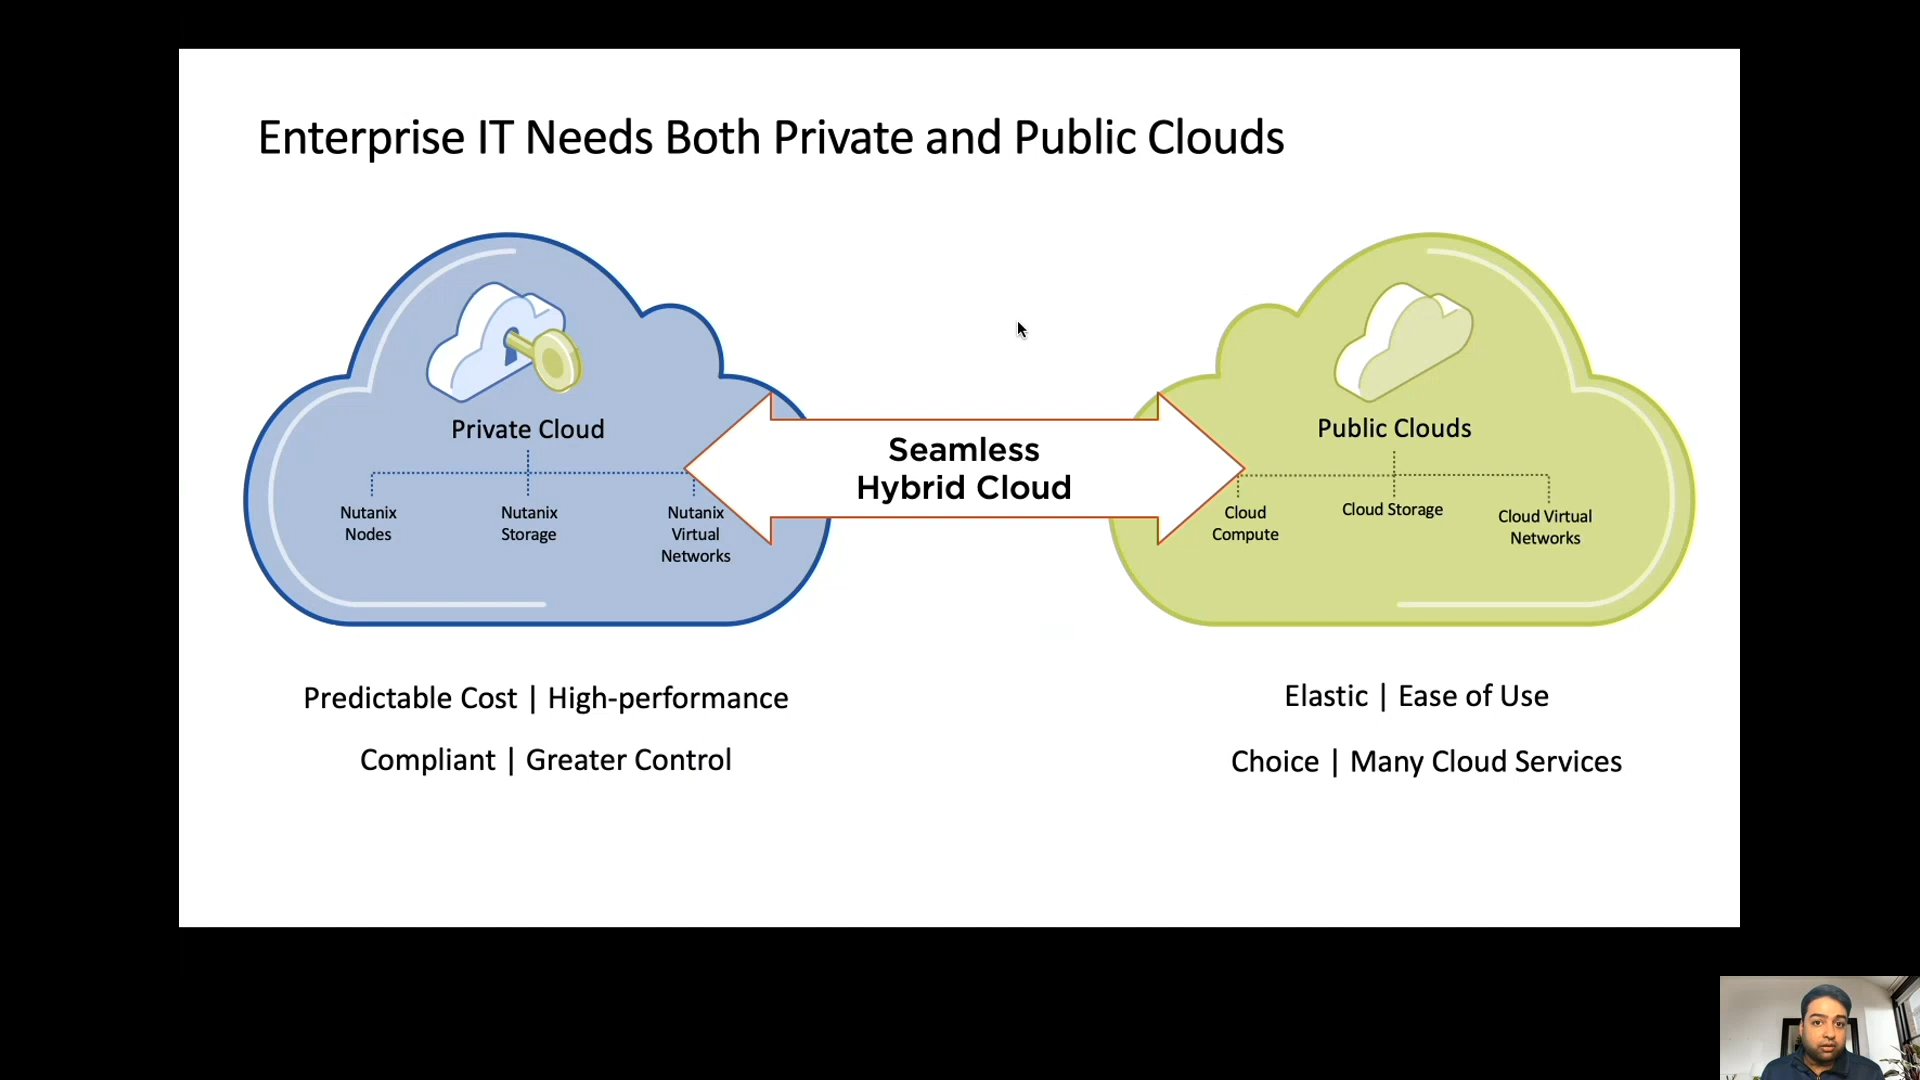 Enterprise IT Needs Both Private and Public Clouds
Private Cloud
Nutanix
Nodes
Nutanix
Storage
Nutanix
Virtual
Networks
Seamless
Hybrid Cloud
Public Clouds
Cloud
Compute
Cloud Storage
Cloud Virtual
Networks
Predictable Cost | High-performance
Compliant | Greater Control
Elastic | Ease of Use
Choice | Many Cloud Services